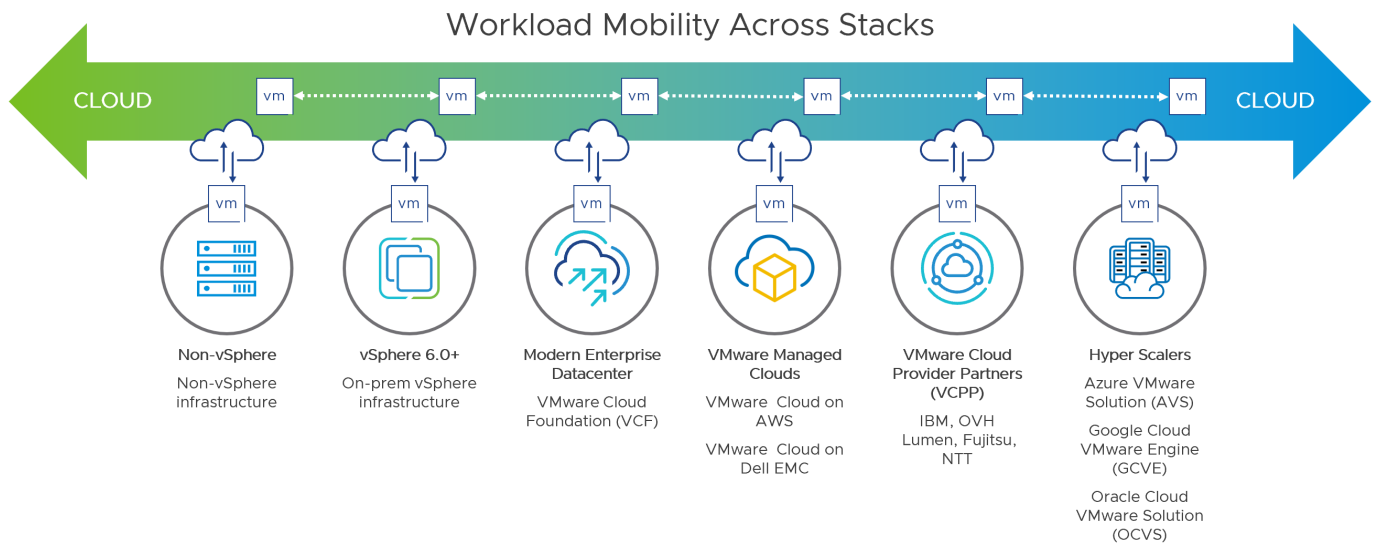 Workload Mobility Across Stacks
CLOUD
vm
vm
vm
vm
vm
vm
CLOUD
vm
vm
vm
vm
vm
vm
Non-vSphere
Non-vSphere
infrastructure
vSphere 6.0+
On-prem vSphere
infrastructure
Modern Enterprise
Datacenter
VMware Cloud
Foundation (VCF)
VMware Managed
Clouds
VMware Cloud on
AWS
VMware Cloud on
Dell EMC
VMware Cloud
Provider Partners
(VCPP)
IBM, OVH
Lumen, Fujitsu,
NTT
Hyper Scalers
Azure VMware
Solution (AVS)
Google Cloud
VMware Engine
(GCVE)
Oracle Cloud
VMware Solution
(OCVS)